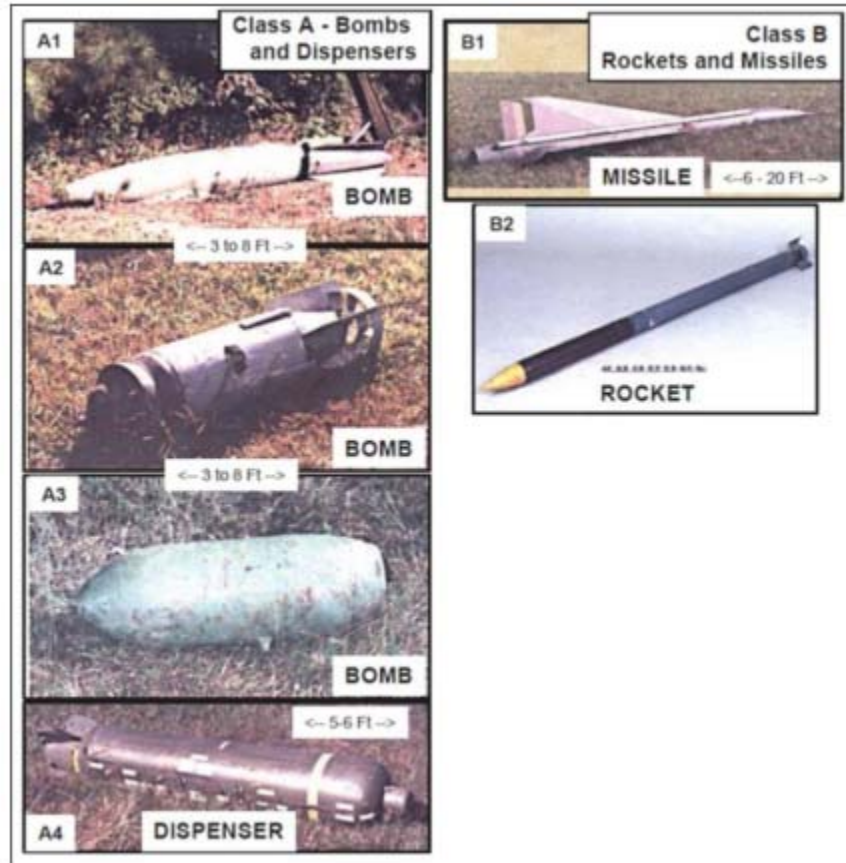 A1
Class A - Bombs
and Dispensers
BOMB
<-- 3 to 8 Ft -->
A2
BOMB
<-- 3 to 8 Ft -->
A3
BOMB
<-- 5-6 Ft -->
A4
DISPENSER
B1
Class B
Rockets and Missiles
MISSILE
<--6 - 20 Ft -->
B2
ROCKET